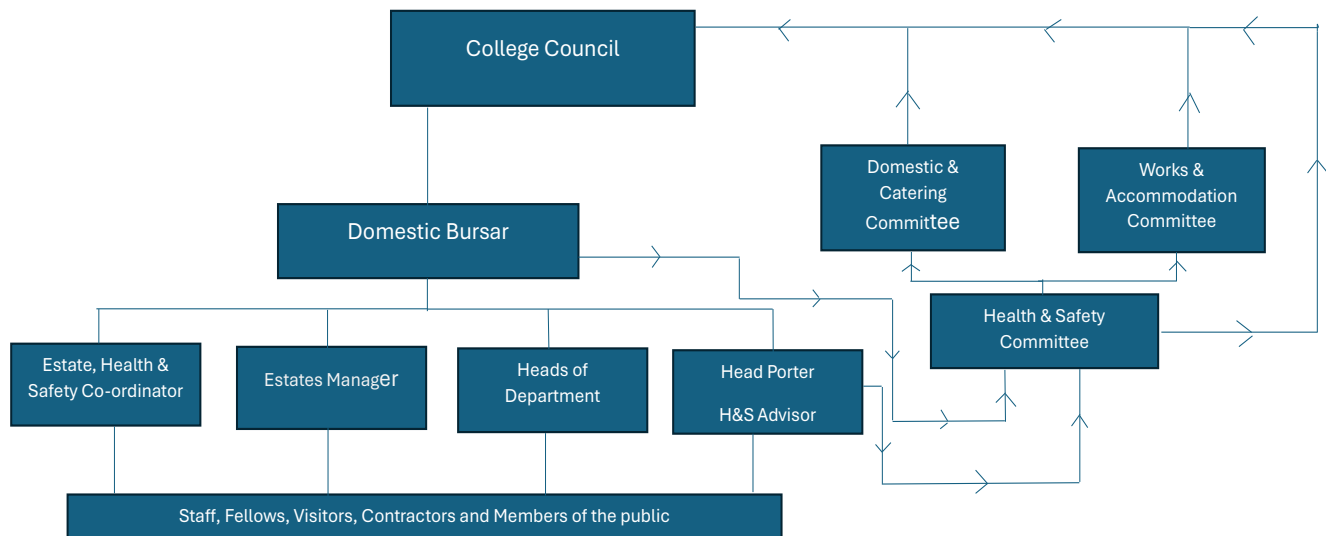 College Council
Domestic &
Catering
Committee
Works &
Accommodation
Committee
Domestic Bursar
Health & Safety
Committee
Estate, Health &
Safety Co-ordinator
Estates Manager
Heads of
Department
Head Porter
H&S Advisor
Staff, Fellows, Visitors, Contractors and Members of the public